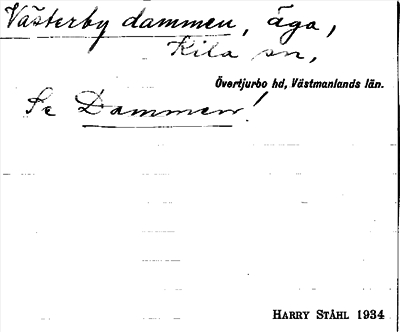 Västerby dammen, äga,
Kila sn,
Övertjurbo hd, Västmanlands län.
Se Dammen!
HARRY STÅHL 1934